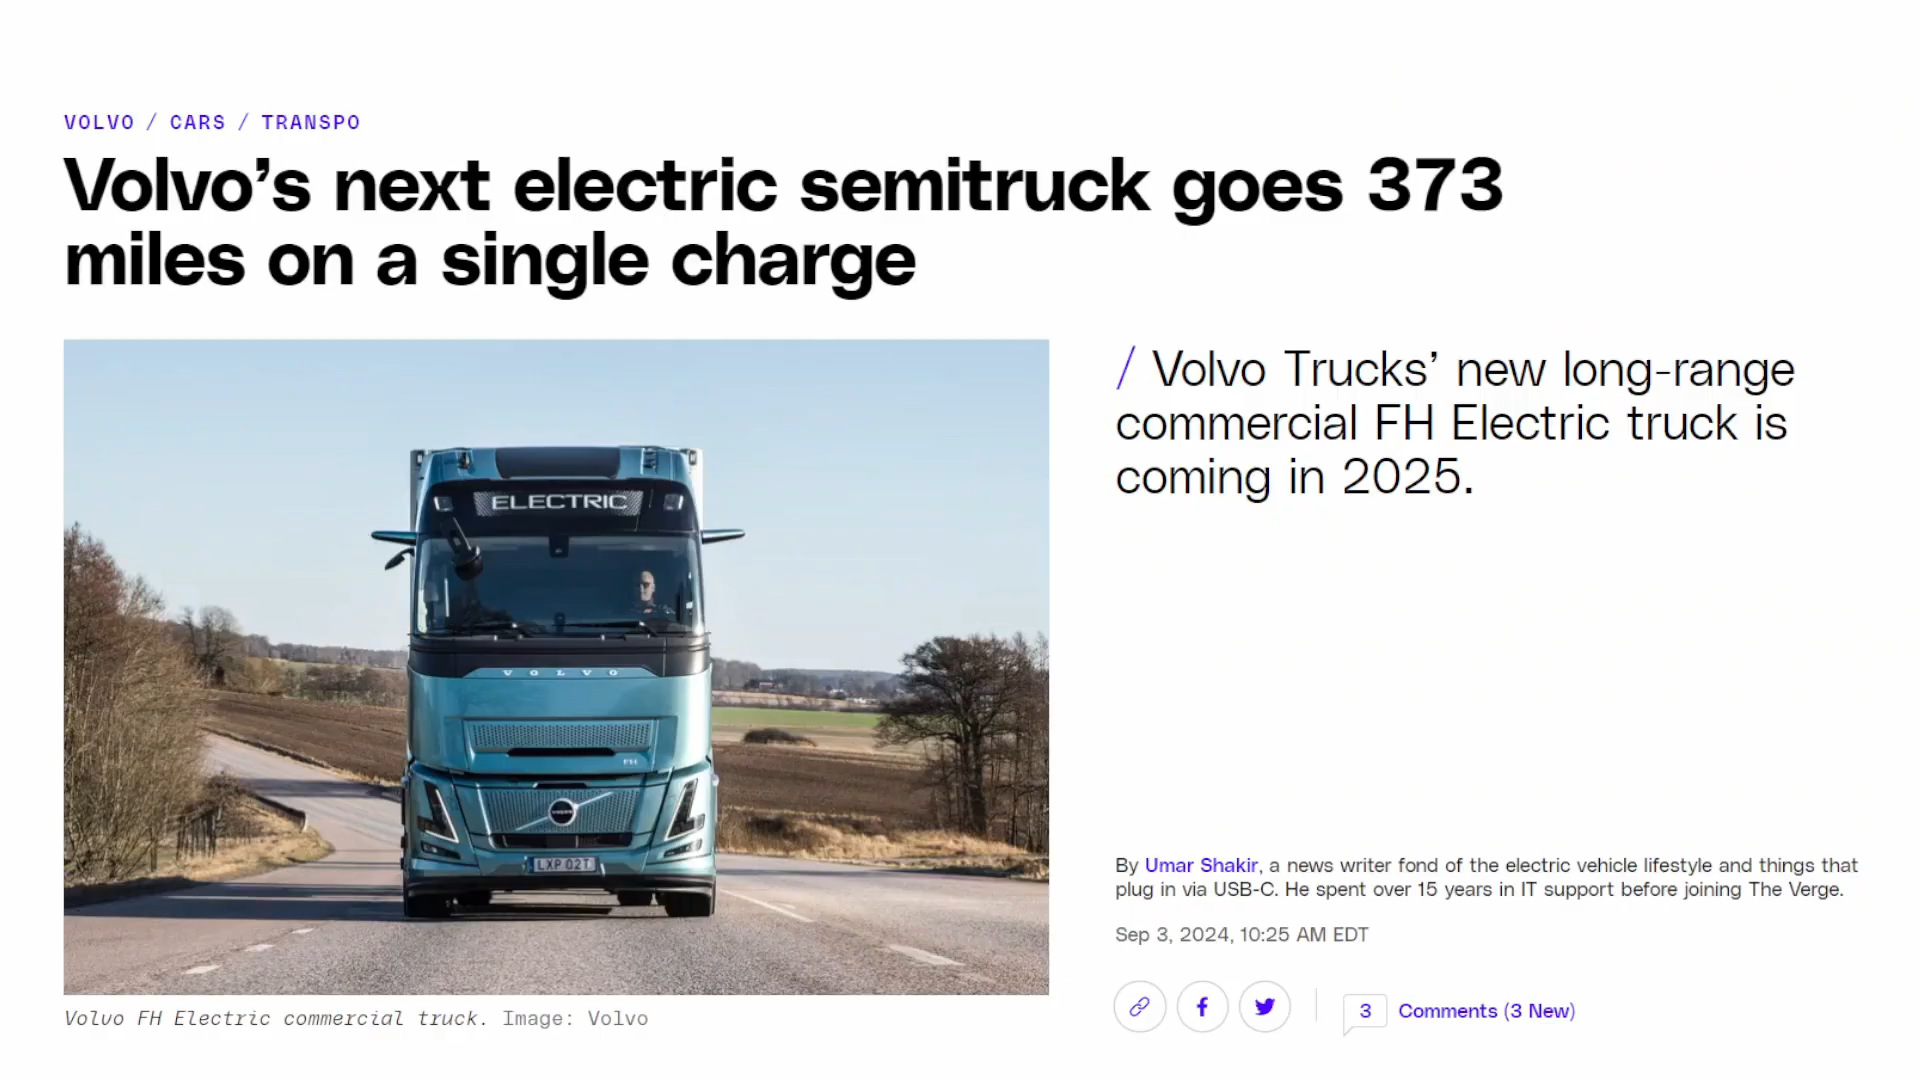 VOLVO / CARS / TRANSPO
Volvo’s next electric semitruck goes 373
miles on a single charge
/ Volvo Trucks’ new long-range
commercial FH Electric truck is
coming in 2025.
ELECTRIC
VOLVO
FH
VOLVO
LXP 02T
By Umar Shakir, a news writer fond of the electric vehicle lifestyle and things that
plug in via USB-C. He spent over 15 years in IT support before joining The Verge.
Sep 3, 2024, 10:25 AM EDT
3 Comments (3 New)
Volvo FH Electric commercial truck. Image: Volvo